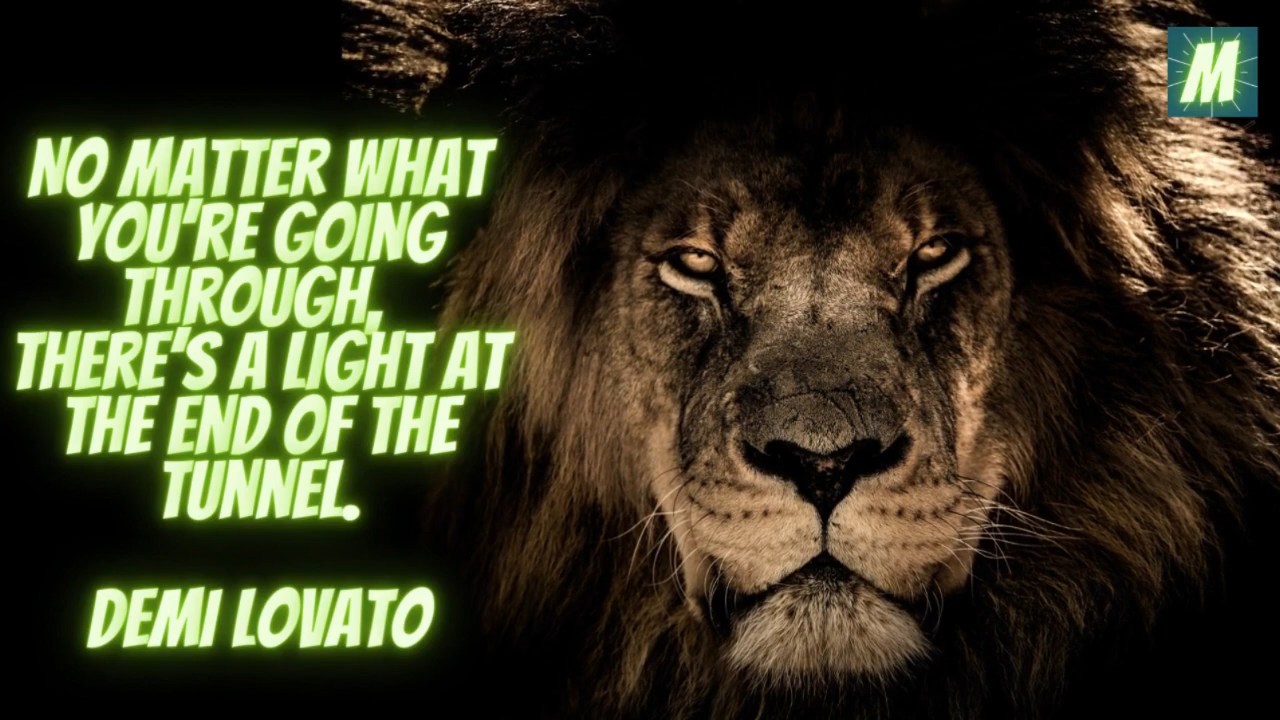 M
NO MATTER WHAT
YOU'RE GOING
THROUGH,
THERE'S A LIGHT AT
THE END OF THE
TUNNEL.
DEMI LOVATO